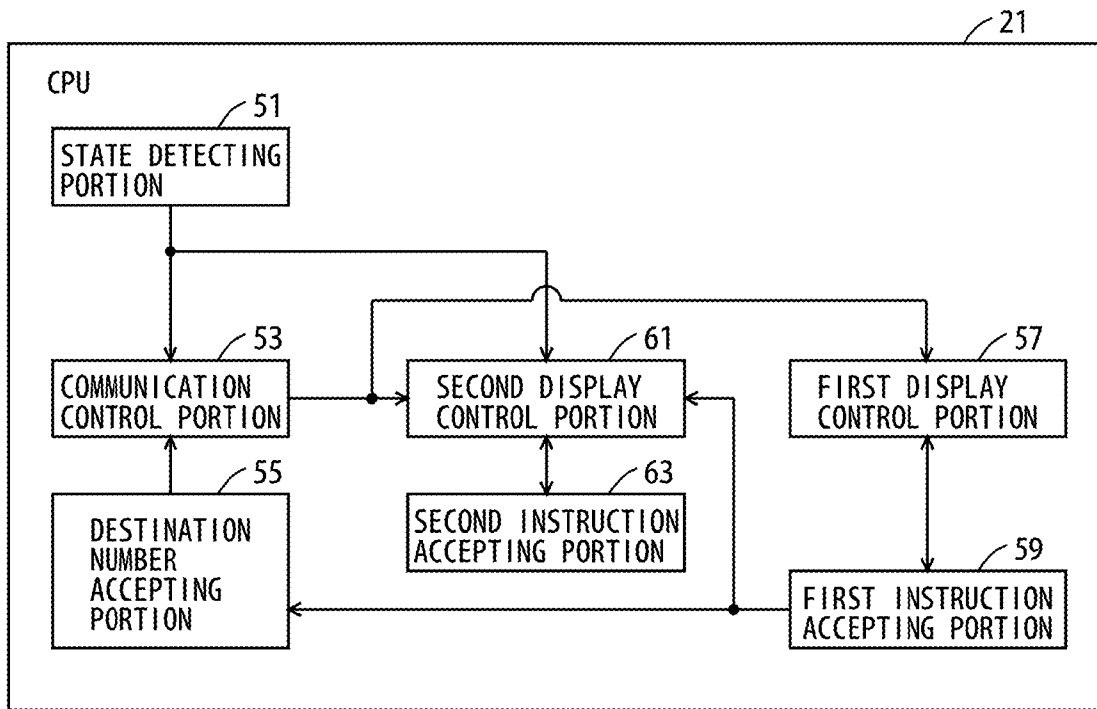 21
CPU
51
STATE DETECTING
PORTION
53
COMMUNICATION
CONTROL PORTION
61
SECOND DISPLAY
CONTROL PORTION
57
FIRST DISPLAY
CONTROL PORTION
55
DESTINATION
NUMBER
ACCEPTING
PORTION
63
SECOND INSTRUCTION
ACCEPTING PORTION
59
FIRST INSTRUCTION
ACCEPTING PORTION